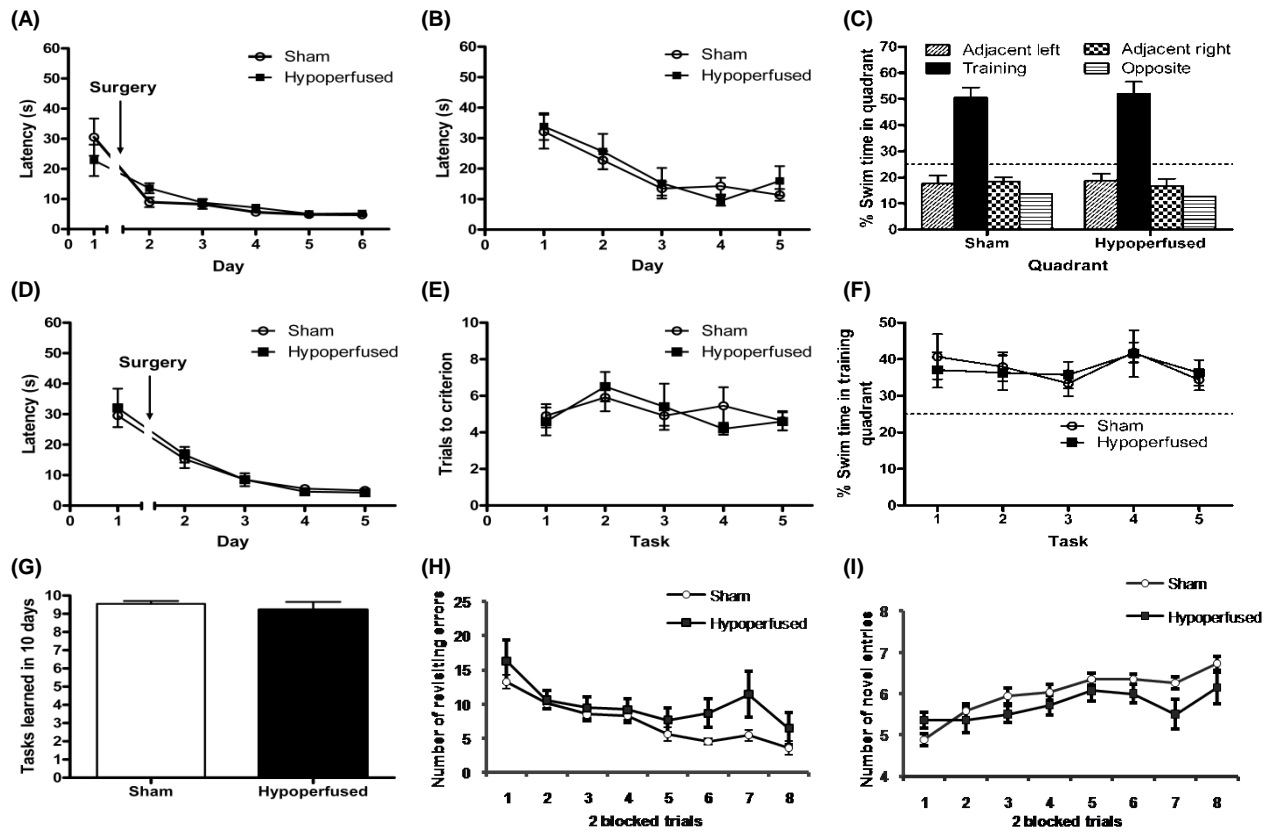 (A)
60
50
40
30
20
10
0
Latency (s)
Surgery
Sham
Hypoperfused
0 1 2 3 4 5 6
Day
(B)
60
50
40
30
20
10
0
Latency (s)
Sham
Hypoperfused
0 1 2 3 4 5
Day
(C)
70
60
50
40
30
20
10
0
% Swim time in quadrant
Adjacent left Adjacent right
Training Opposite
Sham Hypoperfused
Quadrant
(D)
60
50
40
30
20
10
0
Latency (s)
Surgery
Sham
Hypoperfused
0 1 2 3 4 5
Day
(E)
10
8
6
4
2
0
Trials to criterion
Sham
Hypoperfused
0 1 2 3 4 5
Task
(F)
50
40
30
20
10
0
% Swim time in training
quadrant
Sham
Hypoperfused
1 2 3 4 5
Task
(G)
10
9
8
7
6
5
4
3
2
1
0
Tasks learned in 10 days
Sham Hypoperfused
(H)
25
20
15
10
5
0
Number of revisiting errors
Sham
Hypoperfused
1 2 3 4 5 6 7 8
2 blocked trials
(I)
8
7
6
5
4
Number of novel entries
Sham
Hypoperfused
1 2 3 4 5 6 7 8
2 blocked trials